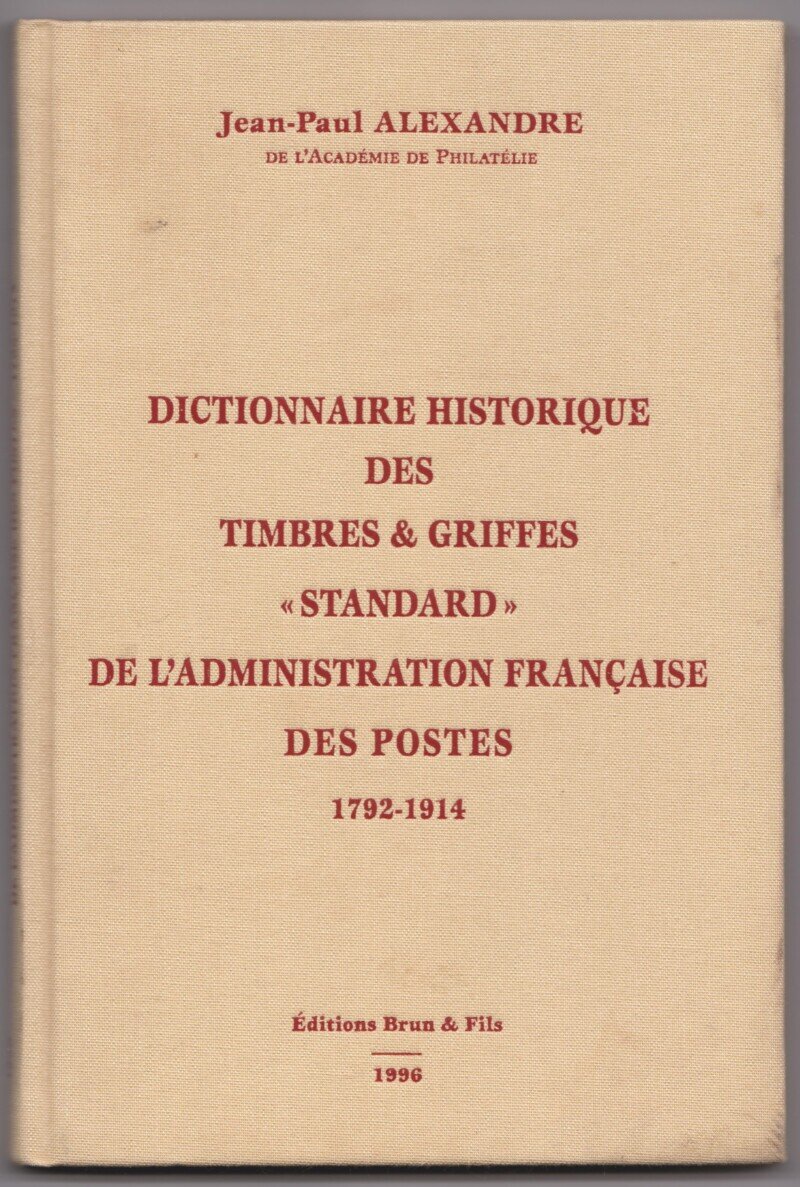 Jean-Paul ALEXANDRE
DE L'ACADÉMIE DE PHILATÉLIE
DICTIONNAIRE HISTORIQUE
DES
TIMBRES & GRIFFES
« STANDARD »
DE L'ADMINISTRATION FRANÇAISE
DES POSTES
1792-1914
Éditions Brun & Fils
1996